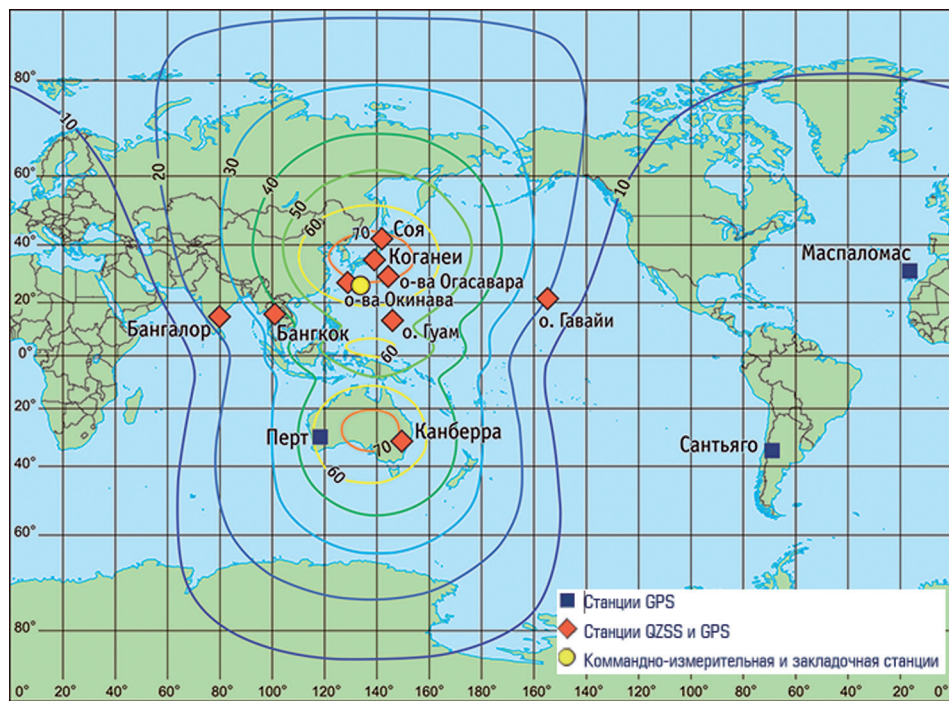 80°
60°
40°
20°
0°
20°
40°
60°
80°
10
20
30
40
50
60
70
10
60
70
60
Соя
Коганеи
о-ва Огасавара
о-ва Окинава
о. Гуам
о. Гавайи
Маспаломас
Бангалор
Бангкок
Перт
Канберра
Сантьяго
Станции GPS
Станции QZSS и GPS
Коммандно-измерительная и закладочная станции
0° 20° 40° 60° 80° 100° 120° 140° 160° 180° 160° 140° 120° 100° 80° 60° 40° 20° 0°